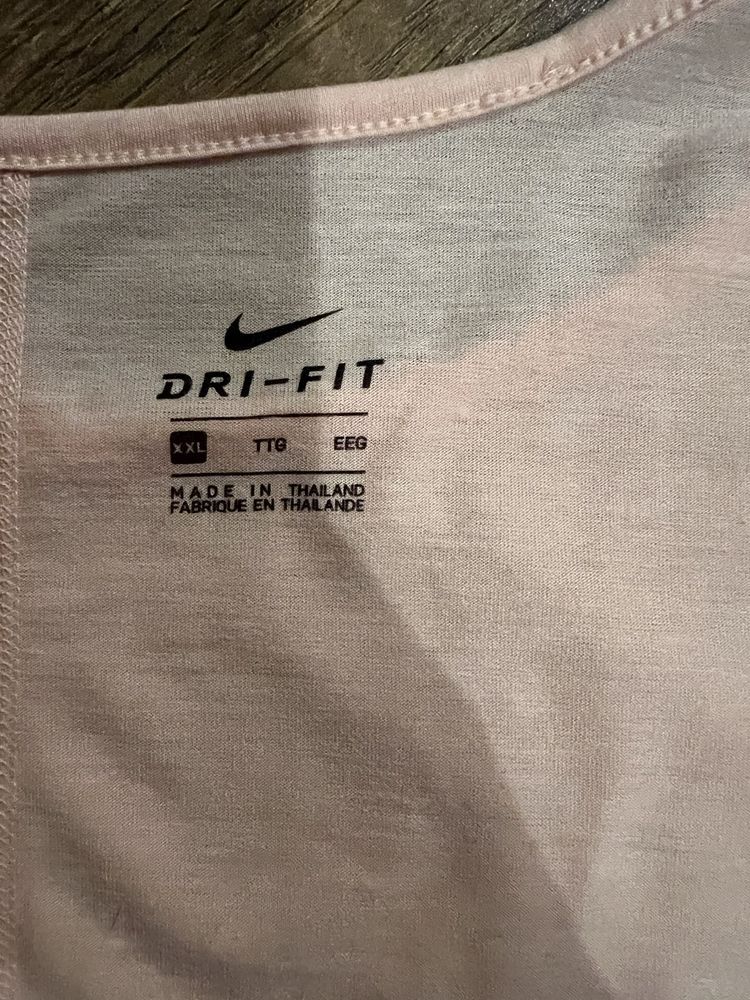 DRI-FIT
XXL TTG EEG
MADE IN THAILAND
FABRIQUE EN THAILANDE